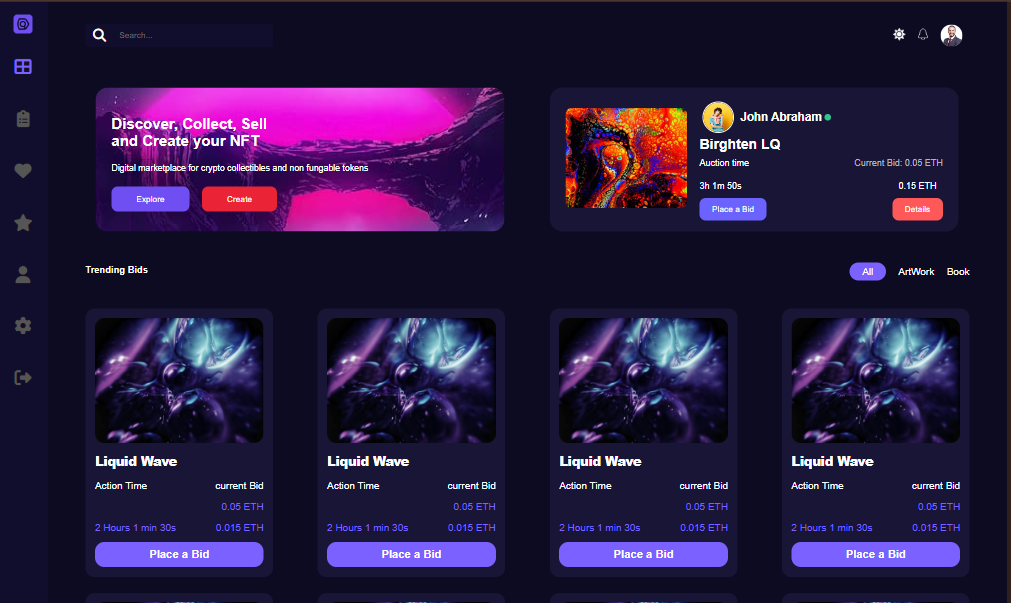 Search...
Discover, Collect, Sell
and Create your NFT
Digital marketplace for crypto collectibles and non fungable tokens
Explore Create
John Abraham
Birghten LQ
Auction time Current Bid: 0.05 ETH
3h 1m 50s 0.15 ETH
Place a Bid Details
Trending Bids All ArtWork Book
Liquid Wave Liquid Wave Liquid Wave Liquid Wave
Action Time current Bid Action Time current Bid Action Time current Bid Action Time current Bid
0.05 ETH 0.05 ETH 0.05 ETH 0.05 ETH
2 Hours 1 min 30s 0.015 ETH 2 Hours 1 min 30s 0.015 ETH 2 Hours 1 min 30s 0.015 ETH 2 Hours 1 min 30s 0.015 ETH
Place a Bid Place a Bid Place a Bid Place a Bid